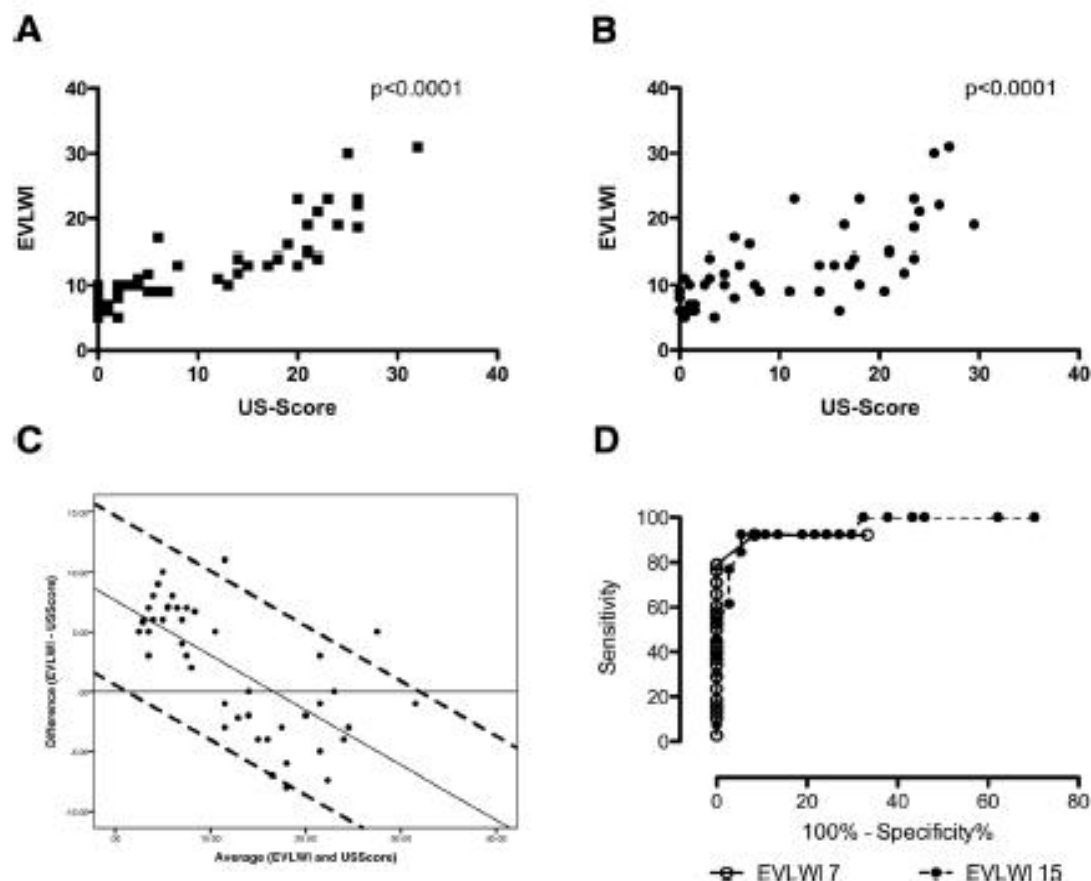 A
B
p<0.0001
p<0.0001
40
30
20
10
0
EVLWI
0 10 20 30 40
US-Score
40
30
20
10
0
EVLWI
0 10 20 30 40
US-Score
C
D
Difference (EVLWI - USScore)
Average (EVLWI and USScore)
100
80
60
40
20
0
Sensitivity
0 20 40 60 80
100% - Specificity%
EVLWI 7 EVLWI 15